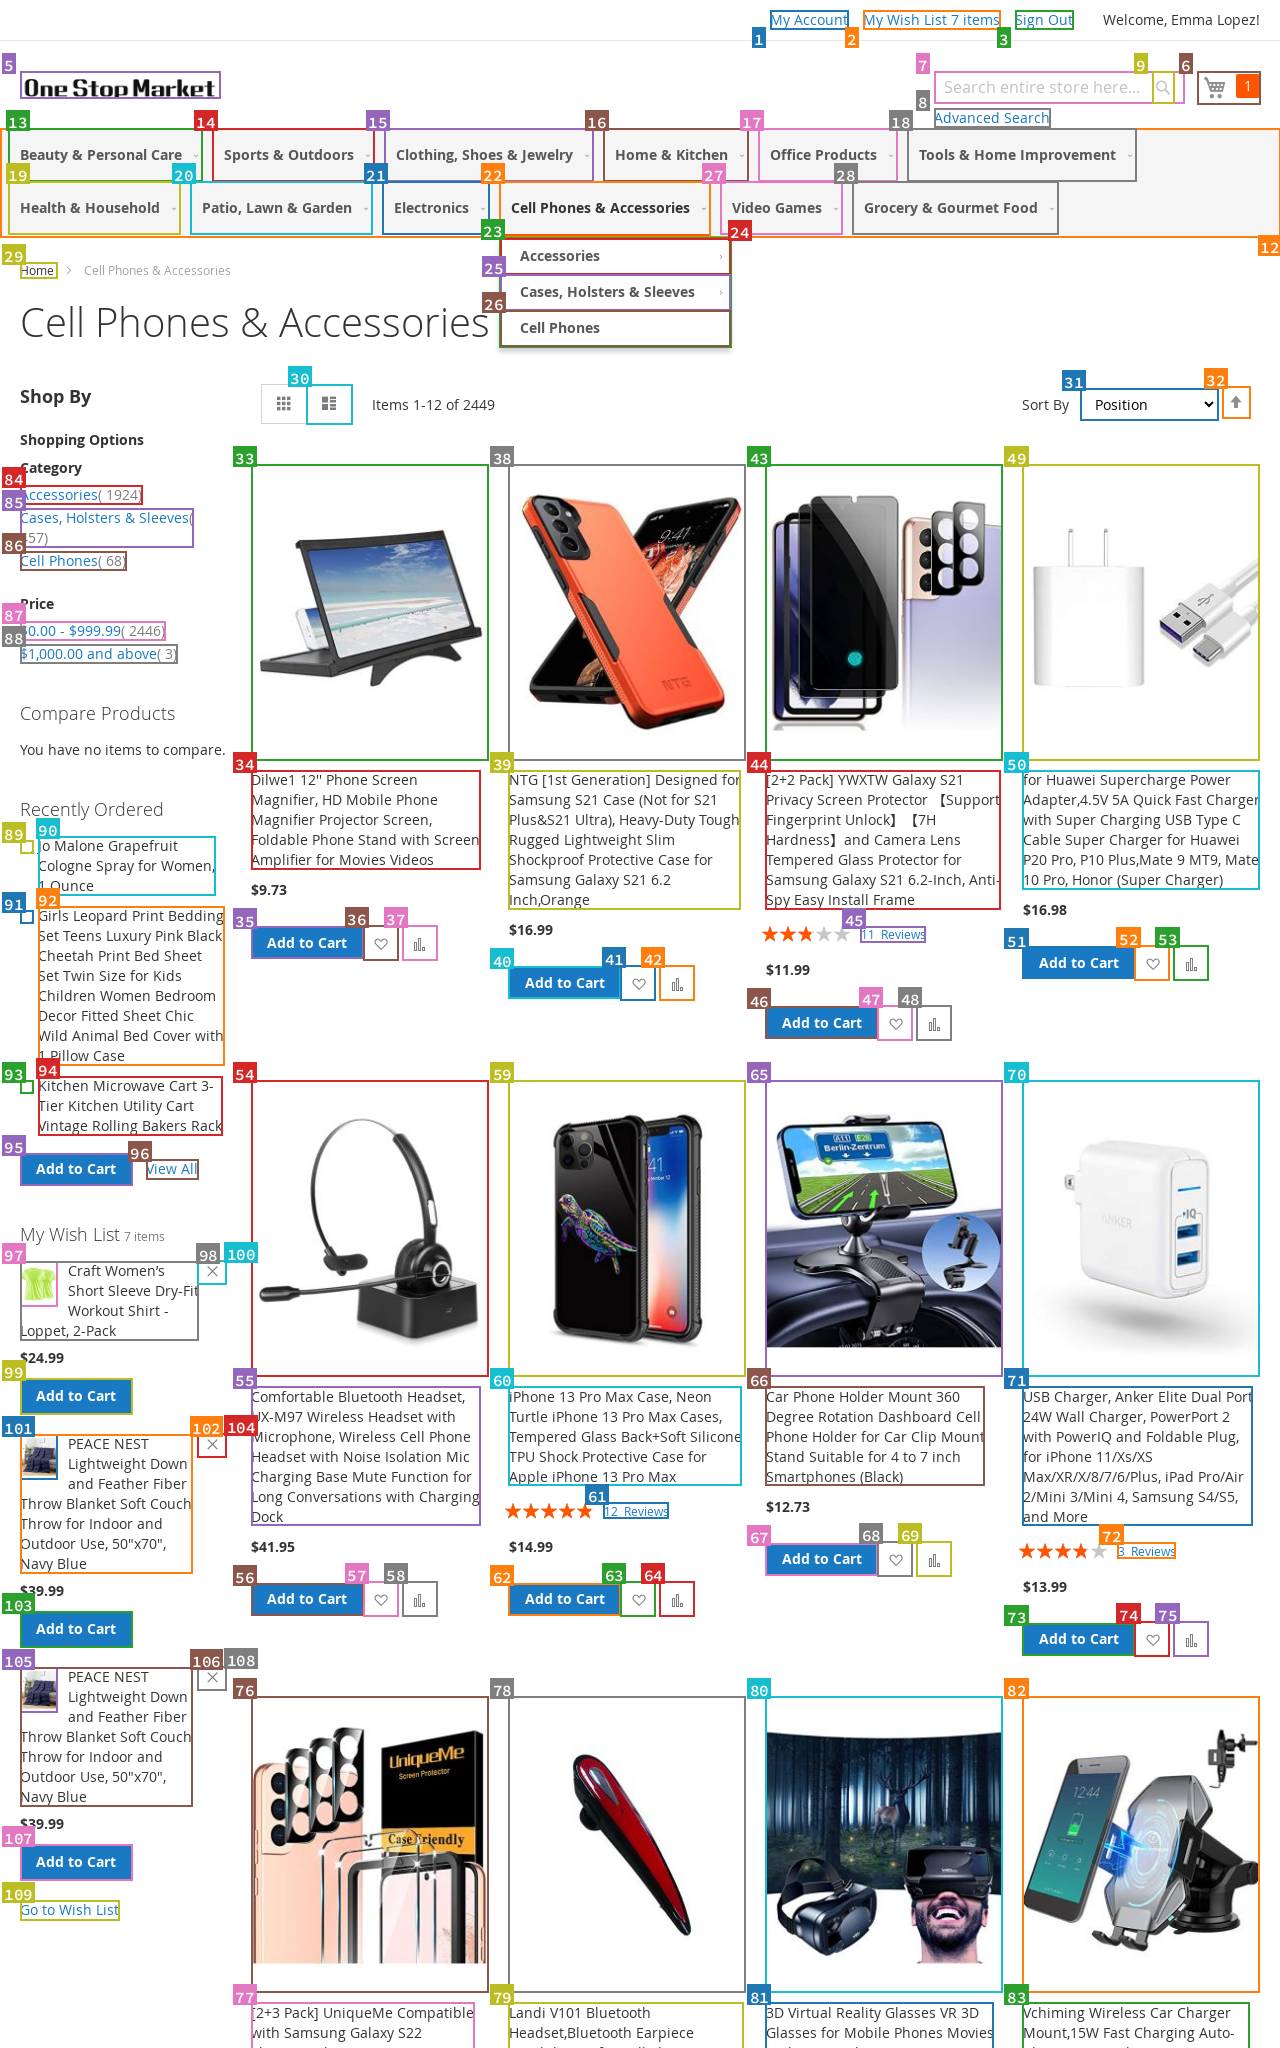 My Account
My Wish List 7 items
Sign Out
Welcome, Emma Lopez!
1
2
3
5
One Stop Market
7
Search entire store here...
9
6
1
8
Advanced Search
13
14
15
16
17
18
Beauty & Personal Care
Sports & Outdoors
Clothing, Shoes & Jewelry
Home & Kitchen
Office Products
Tools & Home Improvement
19
20
21
22
27
28
Health & Household
Patio, Lawn & Garden
Electronics
Cell Phones & Accessories
Video Games
Grocery & Gourmet Food
23
24
12
Accessories
25
Cases, Holsters & Sleeves
26
Cell Phones
29
Home
Cell Phones & Accessories
Cell Phones & Accessories
Shop By
30
Items 1-12 of 2449
31
32
Sort By
Position
Shopping Options
Category
84
Accessories( 1924)
85
Cases, Holsters & Sleeves(
457)
86
Cell Phones( 68)
Price
87
$0.00 - $999.99( 2446)
88
$1,000.00 and above( 3)
Compare Products
You have no items to compare.
Recently Ordered
89
90
Jo Malone Grapefruit
Cologne Spray for Women,
1 Ounce
91
92
Girls Leopard Print Bedding
Set Teens Luxury Pink Black
Cheetah Print Bed Sheet
Set Twin Size for Kids
Children Women Bedroom
Decor Fitted Sheet Chic
Wild Animal Bed Cover with
1 Pillow Case
93
94
Kitchen Microwave Cart 3-
Tier Kitchen Utility Cart
Vintage Rolling Bakers Rack
95
96
Add to Cart
View All
My Wish List 7 items
97
98
100
Craft Women's
Short Sleeve Dry-Fit
Workout Shirt -
Loppet, 2-Pack
$24.99
99
Add to Cart
101
102
104
PEACE NEST
Lightweight Down
and Feather Fiber
Throw Blanket Soft Couch
Throw for Indoor and
Outdoor Use, 50"x70",
Navy Blue
$39.99
103
Add to Cart
105
106
108
PEACE NEST
Lightweight Down
and Feather Fiber
Throw Blanket Soft Couch
Throw for Indoor and
Outdoor Use, 50"x70",
Navy Blue
$39.99
107
Add to Cart
109
Go to Wish List
33
34
Dilwe1 12'' Phone Screen
Magnifier, HD Mobile Phone
Magnifier Projector Screen,
Foldable Phone Stand with Screen
Amplifier for Movies Videos
$9.73
35
36
37
Add to Cart
38
9:41
NTG
39
NTG [1st Generation] Designed for
Samsung S21 Case (Not for S21
Plus&S21 Ultra), Heavy-Duty Tough
Rugged Lightweight Slim
Shockproof Protective Case for
Samsung Galaxy S21 6.2
Inch,Orange
$16.99
40
41
42
Add to Cart
43
44
[2+2 Pack] YWXTW Galaxy S21
Privacy Screen Protector 【Support
Fingerprint Unlock】【7H
Hardness】and Camera Lens
Tempered Glass Protector for
Samsung Galaxy S21 6.2-Inch, Anti-
Spy Easy Install Frame
45
11 Reviews
$11.99
46
47
48
Add to Cart
49
50
for Huawei Supercharge Power
Adapter,4.5V 5A Quick Fast Charger
with Super Charging USB Type C
Cable Super Charger for Huawei
P20 Pro, P10 Plus,Mate 9 MT9, Mate
10 Pro, Honor (Super Charger)
$16.98
51
52
53
Add to Cart
54
55
Comfortable Bluetooth Headset,
UX-M97 Wireless Headset with
Microphone, Wireless Cell Phone
Headset with Noise Isolation Mic
Charging Base Mute Function for
Long Conversations with Charging
Dock
$41.95
56
57
58
Add to Cart
59
60
iPhone 13 Pro Max Case, Neon
Turtle iPhone 13 Pro Max Cases,
Tempered Glass Back+Soft Silicone
TPU Shock Protective Case for
Apple iPhone 13 Pro Max
61
12 Reviews
$14.99
62
63
64
Add to Cart
65
A11
E26
Berlin-Zentrum
66
Car Phone Holder Mount 360
Degree Rotation Dashboard Cell
Phone Holder for Car Clip Mount
Stand Suitable for 4 to 7 inch
Smartphones (Black)
$12.73
67
68
69
Add to Cart
70
ANKER
IQ
71
USB Charger, Anker Elite Dual Port
24W Wall Charger, PowerPort 2
with PowerIQ and Foldable Plug,
for iPhone 11/Xs/XS
Max/XR/X/8/7/6/Plus, iPad Pro/Air
2/Mini 3/Mini 4, Samsung S4/S5,
and More
72
3 Reviews
$13.99
73
74
75
Add to Cart
76
UniqueMe
Screen Protector
Case Friendly
77
[2+3 Pack] UniqueMe Compatible
with Samsung Galaxy S22
78
79
Landi V101 Bluetooth
Headset,Bluetooth Earpiece
80
81
3D Virtual Reality Glasses VR 3D
Glasses for Mobile Phones Movies
82
12:44
83
Vchiming Wireless Car Charger
Mount,15W Fast Charging Auto-